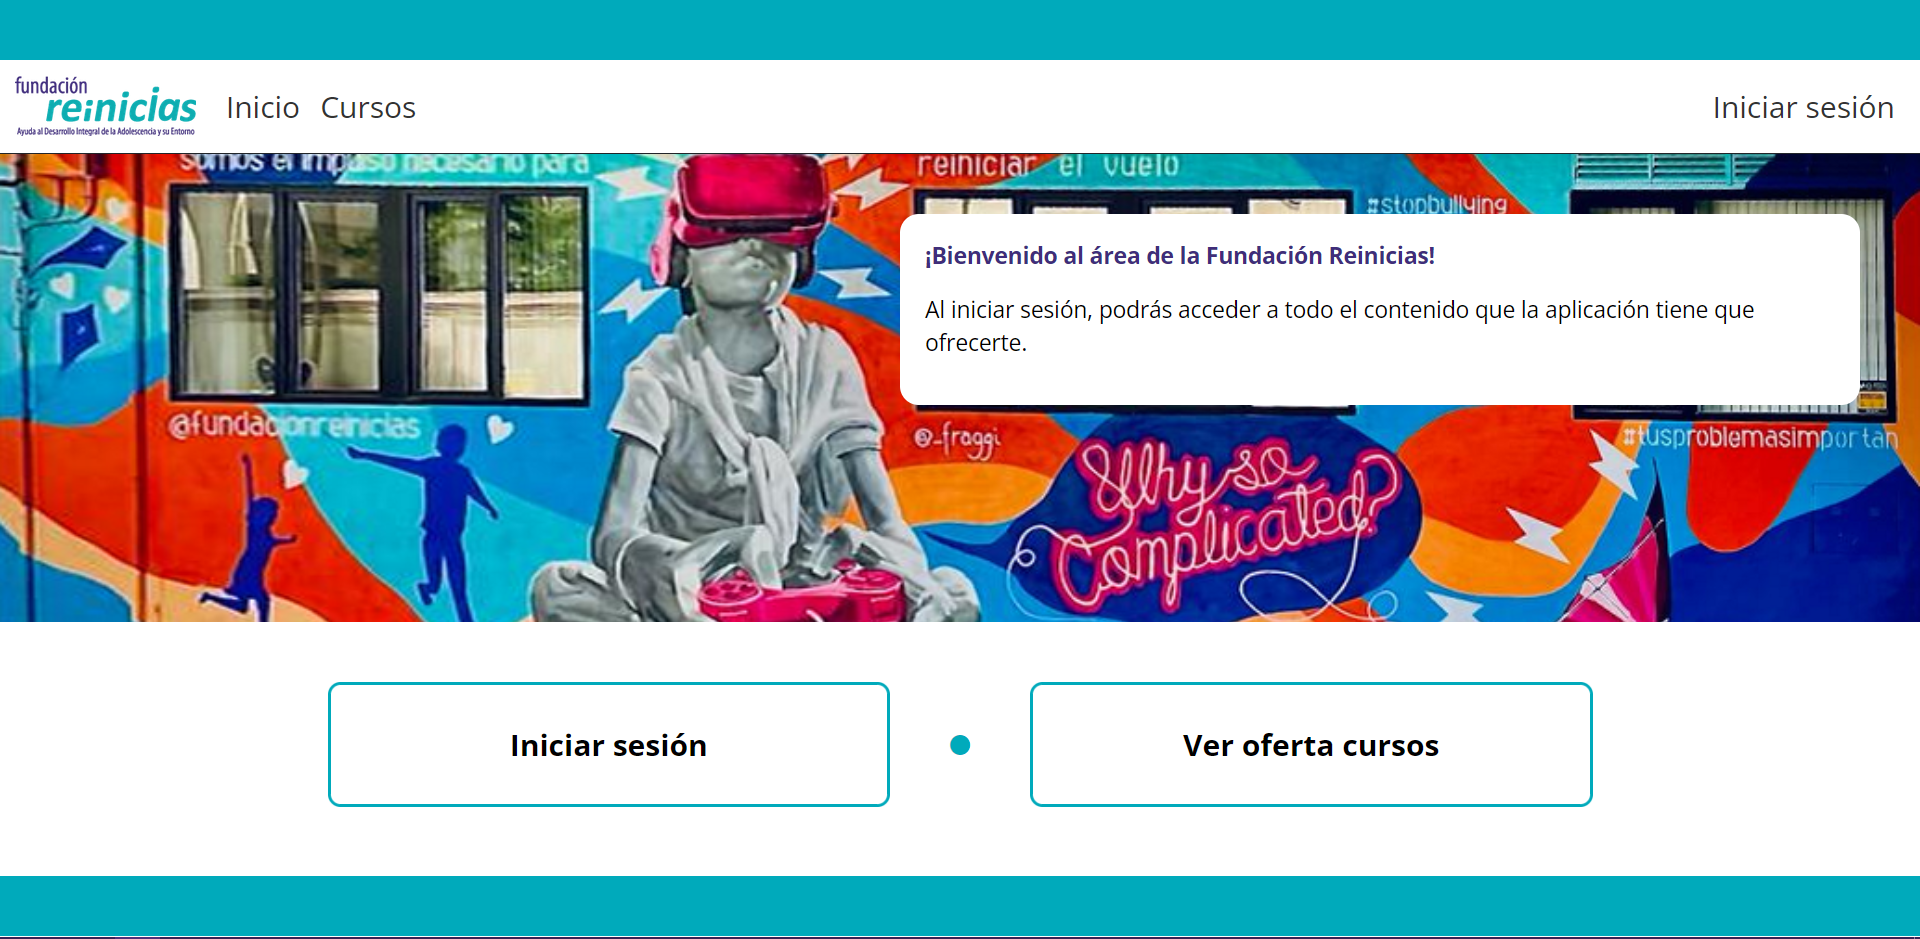 fundación
reinicias
Ayuda al Desarrollo Integral de la Adolescencia y su Entorno
Inicio Cursos
Iniciar sesión
somos el impulso necesario para
reiniciar el vuelo
#stopbullying
¡Bienvenido al área de la Fundación Reinicias!
Al iniciar sesión, podrás acceder a todo el contenido que la aplicación tiene que
ofrecerte.
@fundacionreinicias
@_fraggi
#tusproblemasimportan
Why so
Complicated?
Iniciar sesión
Ver oferta cursos